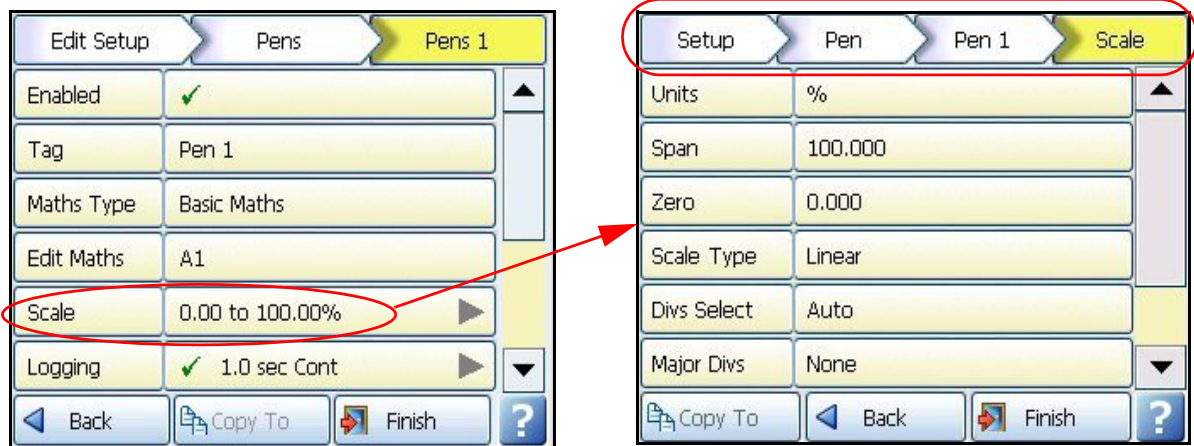 Edit Setup Pens Pens 1
Enabled ✓
Tag Pen 1
Maths Type Basic Maths
Edit Maths A1
Scale 0.00 to 100.00%
Logging ✓ 1.0 sec Cont
Back Copy To Finish ?
Setup Pen Pen 1 Scale
Units %
Span 100.000
Zero 0.000
Scale Type Linear
Divs Select Auto
Major Divs None
Copy To Back Finish ?